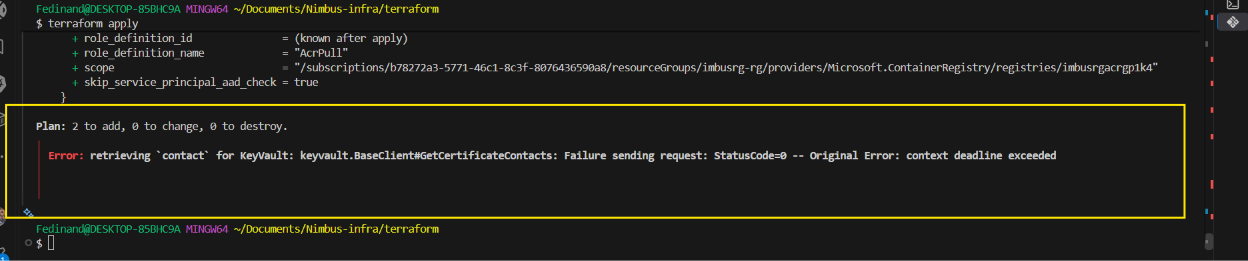 Fedinand@DESKTOP-85BHC9A MINGW64 ~/Documents/Nimbus-infra/terraform
$ terraform apply
+ role_definition_id = (known after apply)
+ role_definition_name = "AcrPull"
+ scope = "/subscriptions/b78272a3-5771-46c1-8c3f-8076436590a8/resourceGroups/imbusrg-rg/providers/Microsoft.ContainerRegistry/registries/imbusrgacrgp1k4"
+ skip_service_principal_aad_check = true
}
Plan: 2 to add, 0 to change, 0 to destroy.
Error: retrieving `contact` for KeyVault: keyvault.BaseClient#GetCertificateContacts: Failure sending request: StatusCode=0 -- Original Error: context deadline exceeded
Fedinand@DESKTOP-85BHC9A MINGW64 ~/Documents/Nimbus-infra/terraform
$